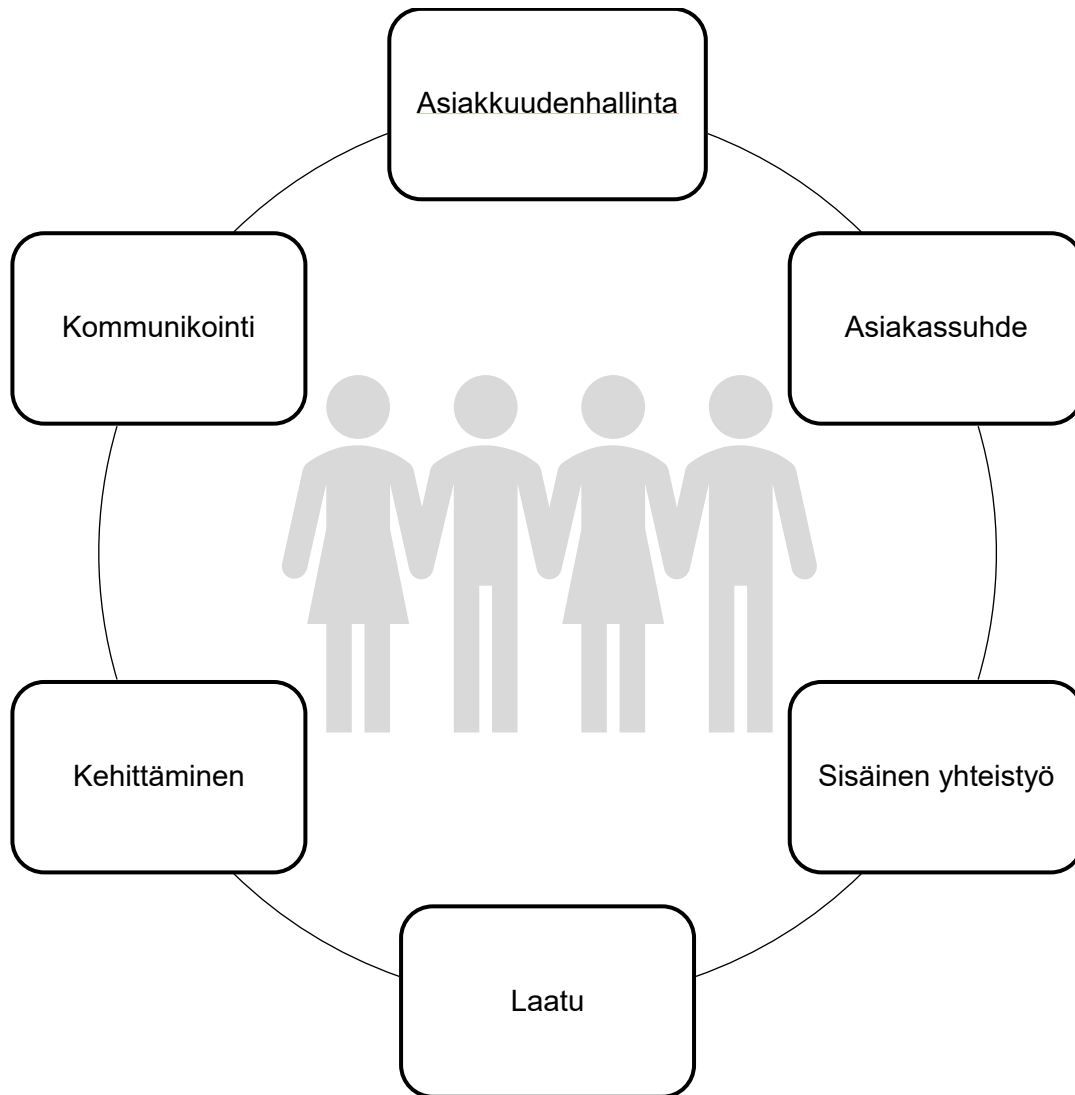 Asiakkuudenhallinta
Kommunikointi
Asiakassuhde
Kehittäminen
Sisäinen yhteistyö
Laatu